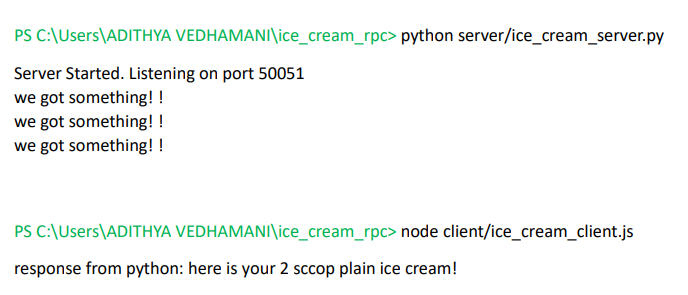 PS C:\Users\ADITHYA VEDHAMANI\ice_cream_rpc> python server/ice_cream_server.py
Server Started. Listening on port 50051
we got something! !
we got something! !
we got something! !
PS C:\Users\ADITHYA VEDHAMANI\ice_cream_rpc> node client/ice_cream_client.js
response from python: here is your 2 sccop plain ice cream!